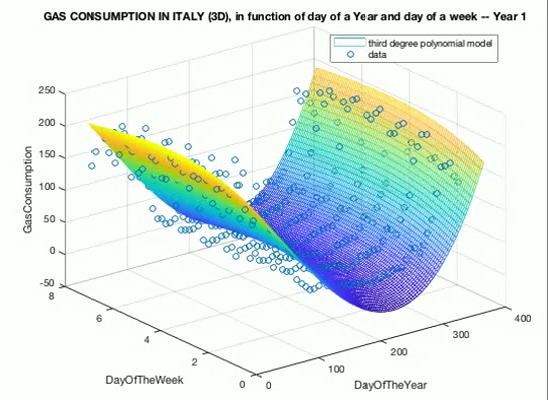 GAS CONSUMPTION IN ITALY (3D), in function of day of a Year and day of a week -- Year 1
third degree polynomial model
data
250
200
150
100
50
0
-50
GasConsumption
8
6
4
2
0
DayOfTheWeek
0
100
200
300
400
DayOfTheYear